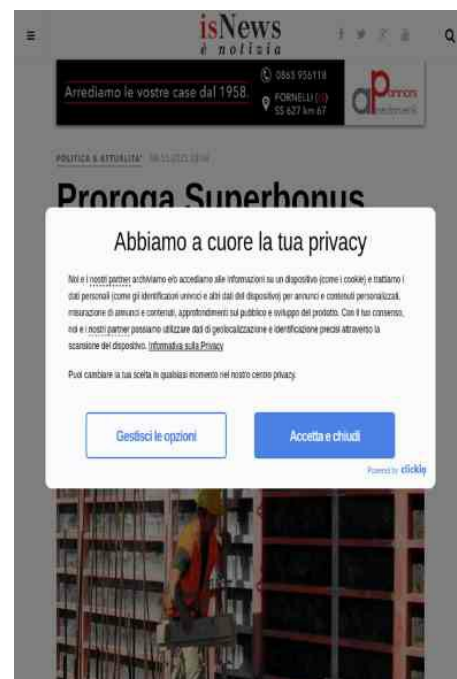 isNews
è notizia
Arrediamo le vostre case dal 1958.
0865 956118
FORNELLI (IS)
SS 627 km 67
POLITICA & ATTUALITA'
Proroga Superbonus
Abbiamo a cuore la tua privacy
Noi e i nostri partner archiviamo e/o accediamo alle informazioni su un dispositivo (come i cookie) e trattiamo i
dati personali (come gli identificatori univoci e altri dati del dispositivo) per annunci e contenuti personalizzati,
misurazione di annunci e contenuti, approfondimenti sul pubblico e sviluppo del prodotto. Con il tuo consenso,
noi e i nostri partner possiamo utilizzare dati di geolocalizzazione e identificazione precisi attraverso la
scansione del dispositivo. Informativa sulla Privacy
Puoi cambiare la tua scelta in qualsiasi momento nel nostro centro privacy.
Gestisci le opzioni
Accetta e chiudi
Powered by clickio